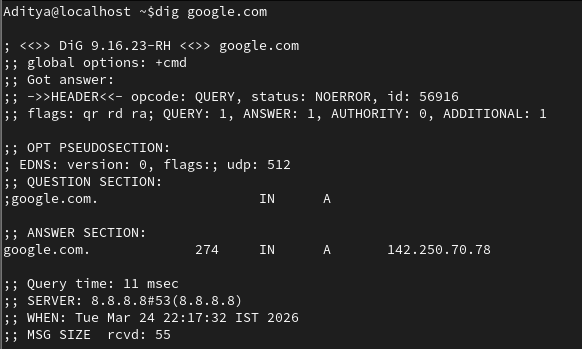 Aditya@localhost ~$dig google.com
; <<>> DiG 9.16.23-RH <<>> google.com
;; global options: +cmd
;; Got answer:
;; ->>HEADER<<- opcode: QUERY, status: NOERROR, id: 56916
;; flags: qr rd ra; QUERY: 1, ANSWER: 1, AUTHORITY: 0, ADDITIONAL: 1
;; OPT PSEUDOSECTION:
; EDNS: version: 0, flags:; udp: 512
;; QUESTION SECTION:
;google.com. IN A
;; ANSWER SECTION:
google.com. 274 IN A 142.250.70.78
;; Query time: 11 msec
;; SERVER: 8.8.8.8#53(8.8.8.8)
;; WHEN: Tue Mar 24 22:17:32 IST 2026
;; MSG SIZE rcvd: 55